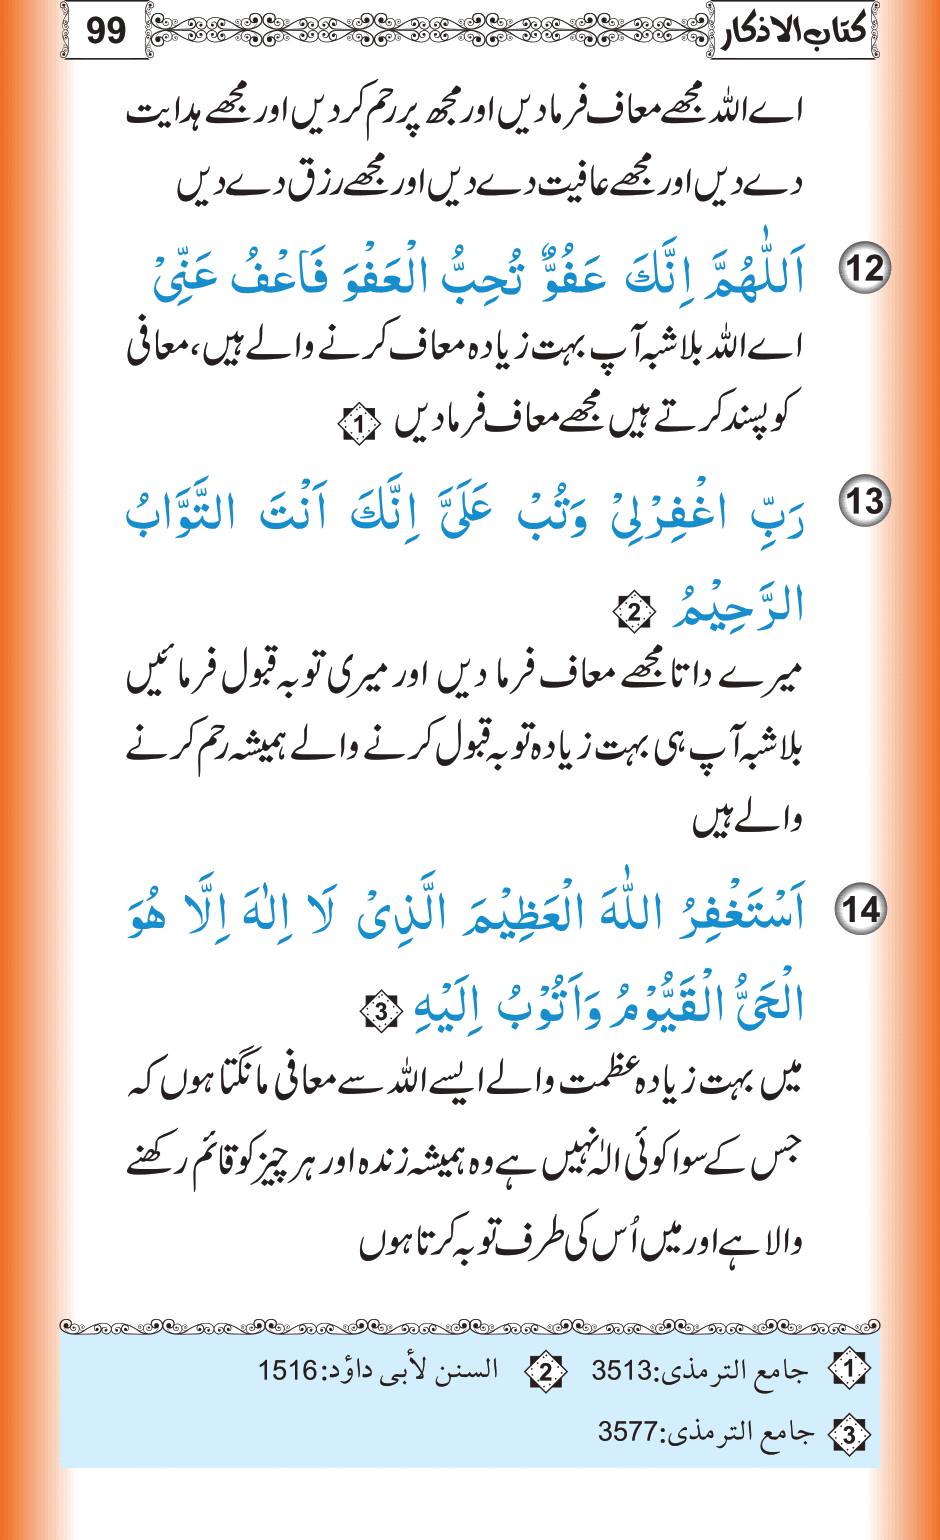 کتاب الاذکار 99
اے اللہ مجھے معاف فرمادیں اور مجھ پر رحم کردیں اور مجھے ہدایت
دے دیں اور مجھے عافیت دے دیں اور مجھے رزق دے دیں
12 اَللّٰهُمَّ اِنَّكَ عَفُوٌّ تُحِبُّ الْعَفْوَ فَاعْفُ عَنِّيْ
اے اللہ بلاشبہ آپ بہت زیادہ معاف کرنے والے ہیں، معافی
کو پسند کرتے ہیں مجھے معاف فرمادیں 1
13 رَبِّ اغْفِرْلِيْ وَتُبْ عَلَيَّ اِنَّكَ اَنْتَ التَّوَّابُ
الرَّحِيْمُ 2
میرے داتا مجھے معاف فرما دیں اور میری توبہ قبول فرمائیں
بلاشبہ آپ ہی بہت زیادہ توبہ قبول کرنے والے ہمیشہ رحم کرنے
والے ہیں
14 اَسْتَغْفِرُ اللّٰهَ الْعَظِيْمَ الَّذِيْ لَا اِلٰهَ اِلَّا هُوَ
الْحَيُّ الْقَيُّوْمُ وَاَتُوْبُ اِلَيْهِ 3
میں بہت زیادہ عظمت والے ایسے اللہ سے معافی مانگتا ہوں کہ
جس کے سوا کوئی الٰہ نہیں ہے وہ ہمیشہ زندہ اور ہر چیز کو قائم رکھنے
والا ہے اور میں اُس کی طرف توبہ کرتا ہوں
1 جامع الترمذی:3513 2 السنن لأبی داؤد:1516
3 جامع الترمذی:3577